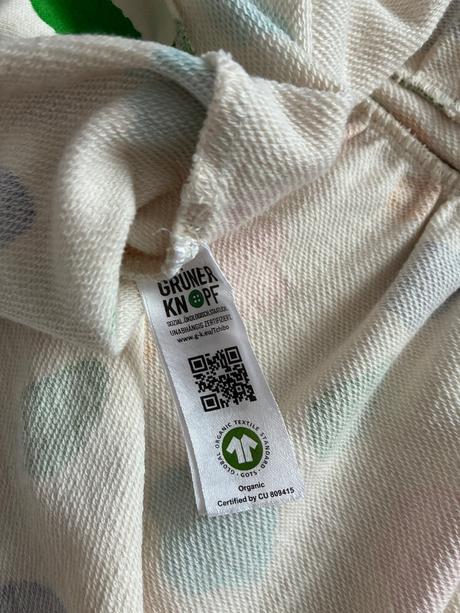 GRÜNER
KNOPF
SOZIAL. ÖKOLOGISCH. STAATLICH.
UNABHÄNGIG ZERTIFIZIERT.
www.g-k.eu/Tchibo
GLOBAL ORGANIC TEXTILE STANDARD · GOTS ·
Organic
Certified by CU 809415